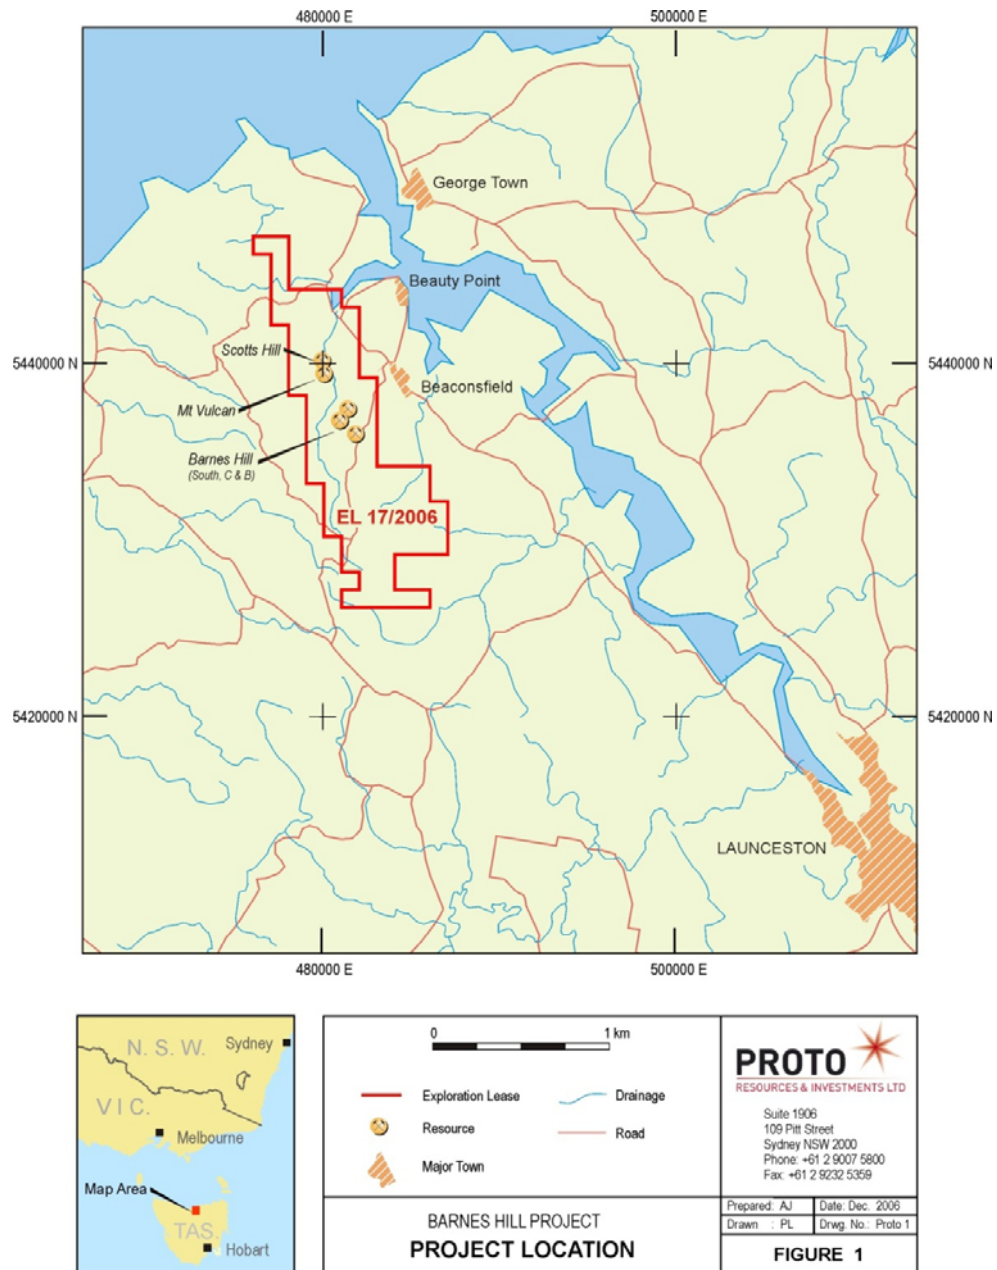 480000 E
500000 E
George Town
Beauty Point
Scotts Hill
5440000 N
5440000 N
Beaconsfield
Mt Vulcan
Barnes Hill
(South, C & B)
EL 17/2006
5420000 N
5420000 N
LAUNCESTON
480000 E
500000 E
N. S. W.
Sydney
VIC.
Melbourne
Map Area
TAS.
Hobart
0 1 km
Exploration Lease
Drainage
Resource
Road
Major Town
BARNES HILL PROJECT
PROJECT LOCATION
PROTO
RESOURCES & INVESTMENTS LTD
Suite 1906
109 Pitt Street
Sydney NSW 2000
Phone: +61 2 9007 5800
Fax: +61 2 9232 5359
Prepared: AJ Date: Dec. 2006
Drawn : PL Drwg. No.: Proto 1
FIGURE 1